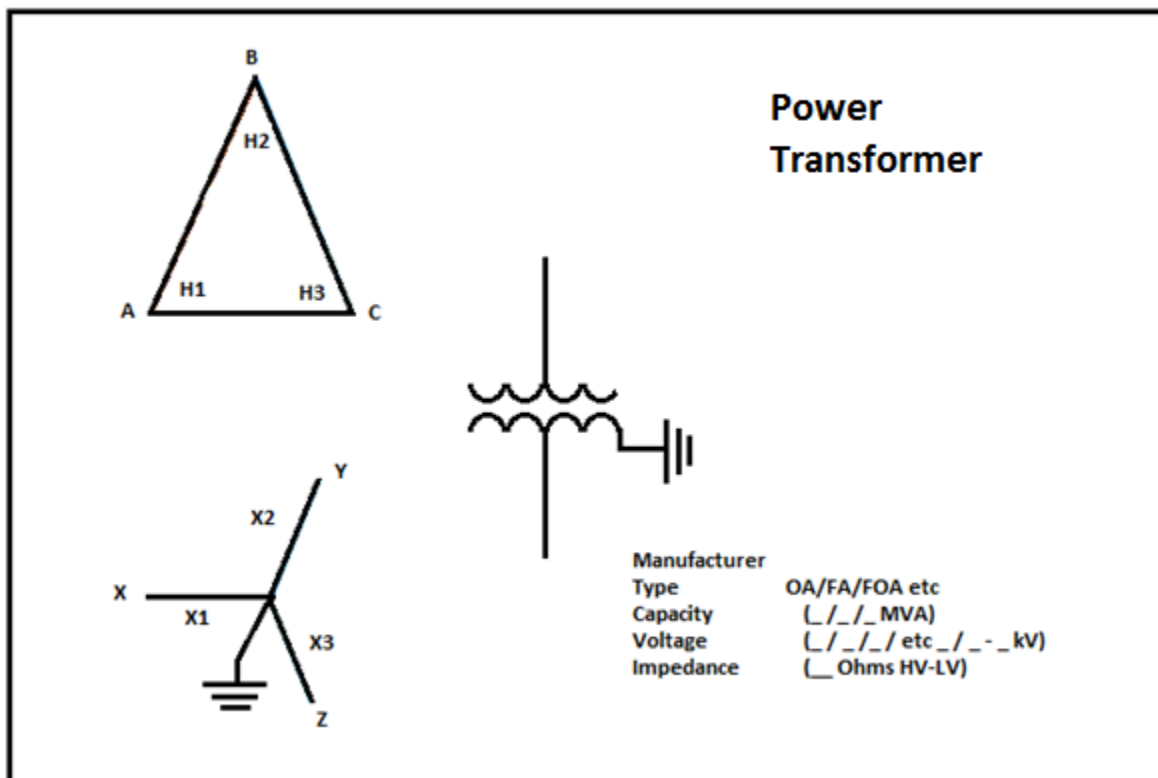 B
Power
Transformer
H2
H1
H3
A
C
Y
X2
X
X1
X3
Z
Manufacturer
Type OA/FA/FOA etc
Capacity (_ /_ /_ MVA)
Voltage (_ / _ /_ / etc _ / _ - _ kV)
Impedance (__ Ohms HV-LV)